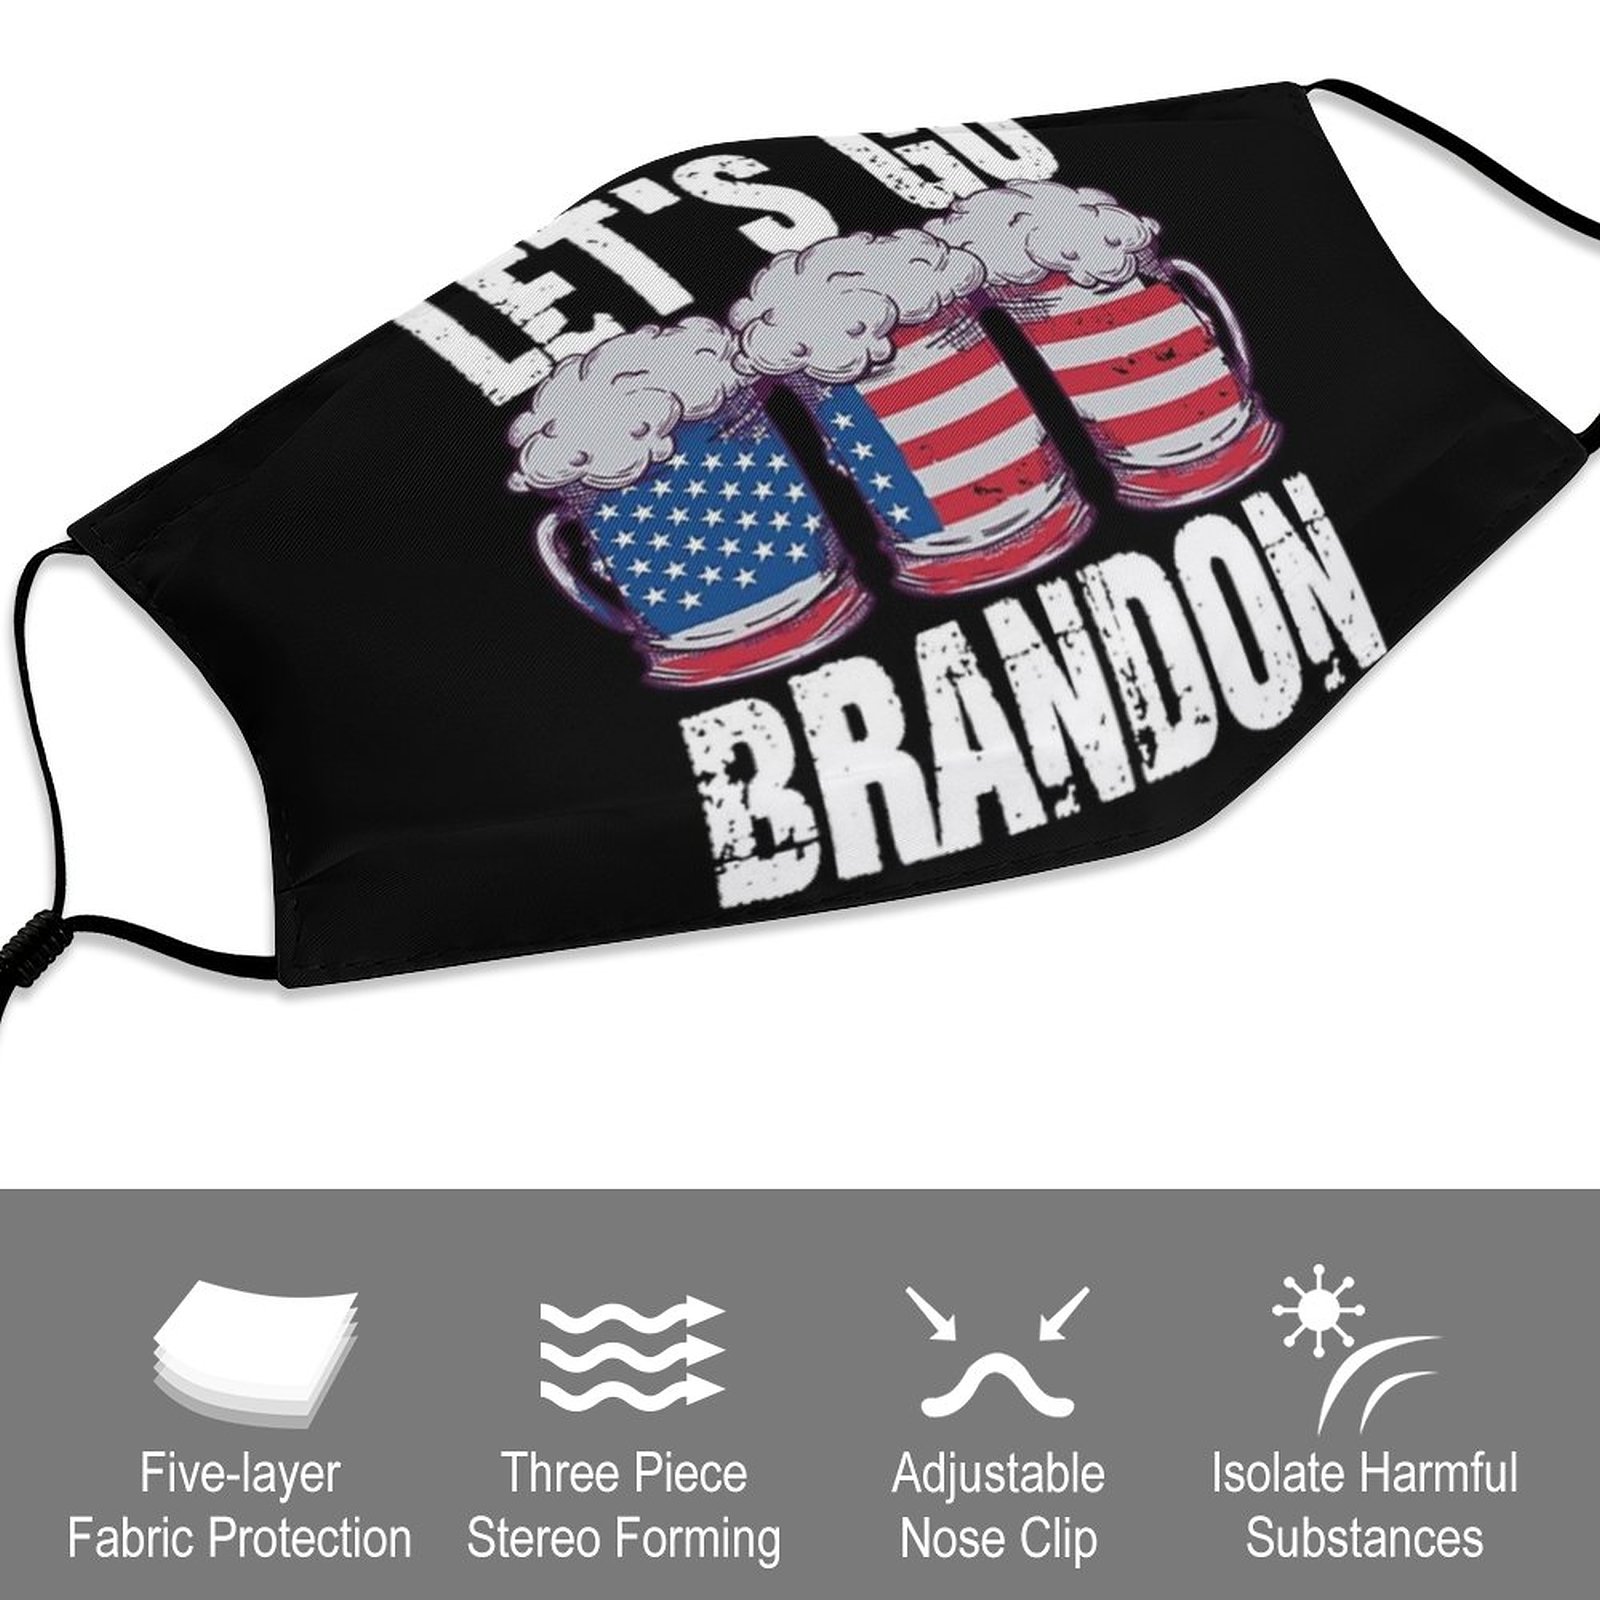 LET'S GO
BRANDON
Five-layer
Fabric Protection
Three Piece
Stereo Forming
Adjustable
Nose Clip
Isolate Harmful
Substances